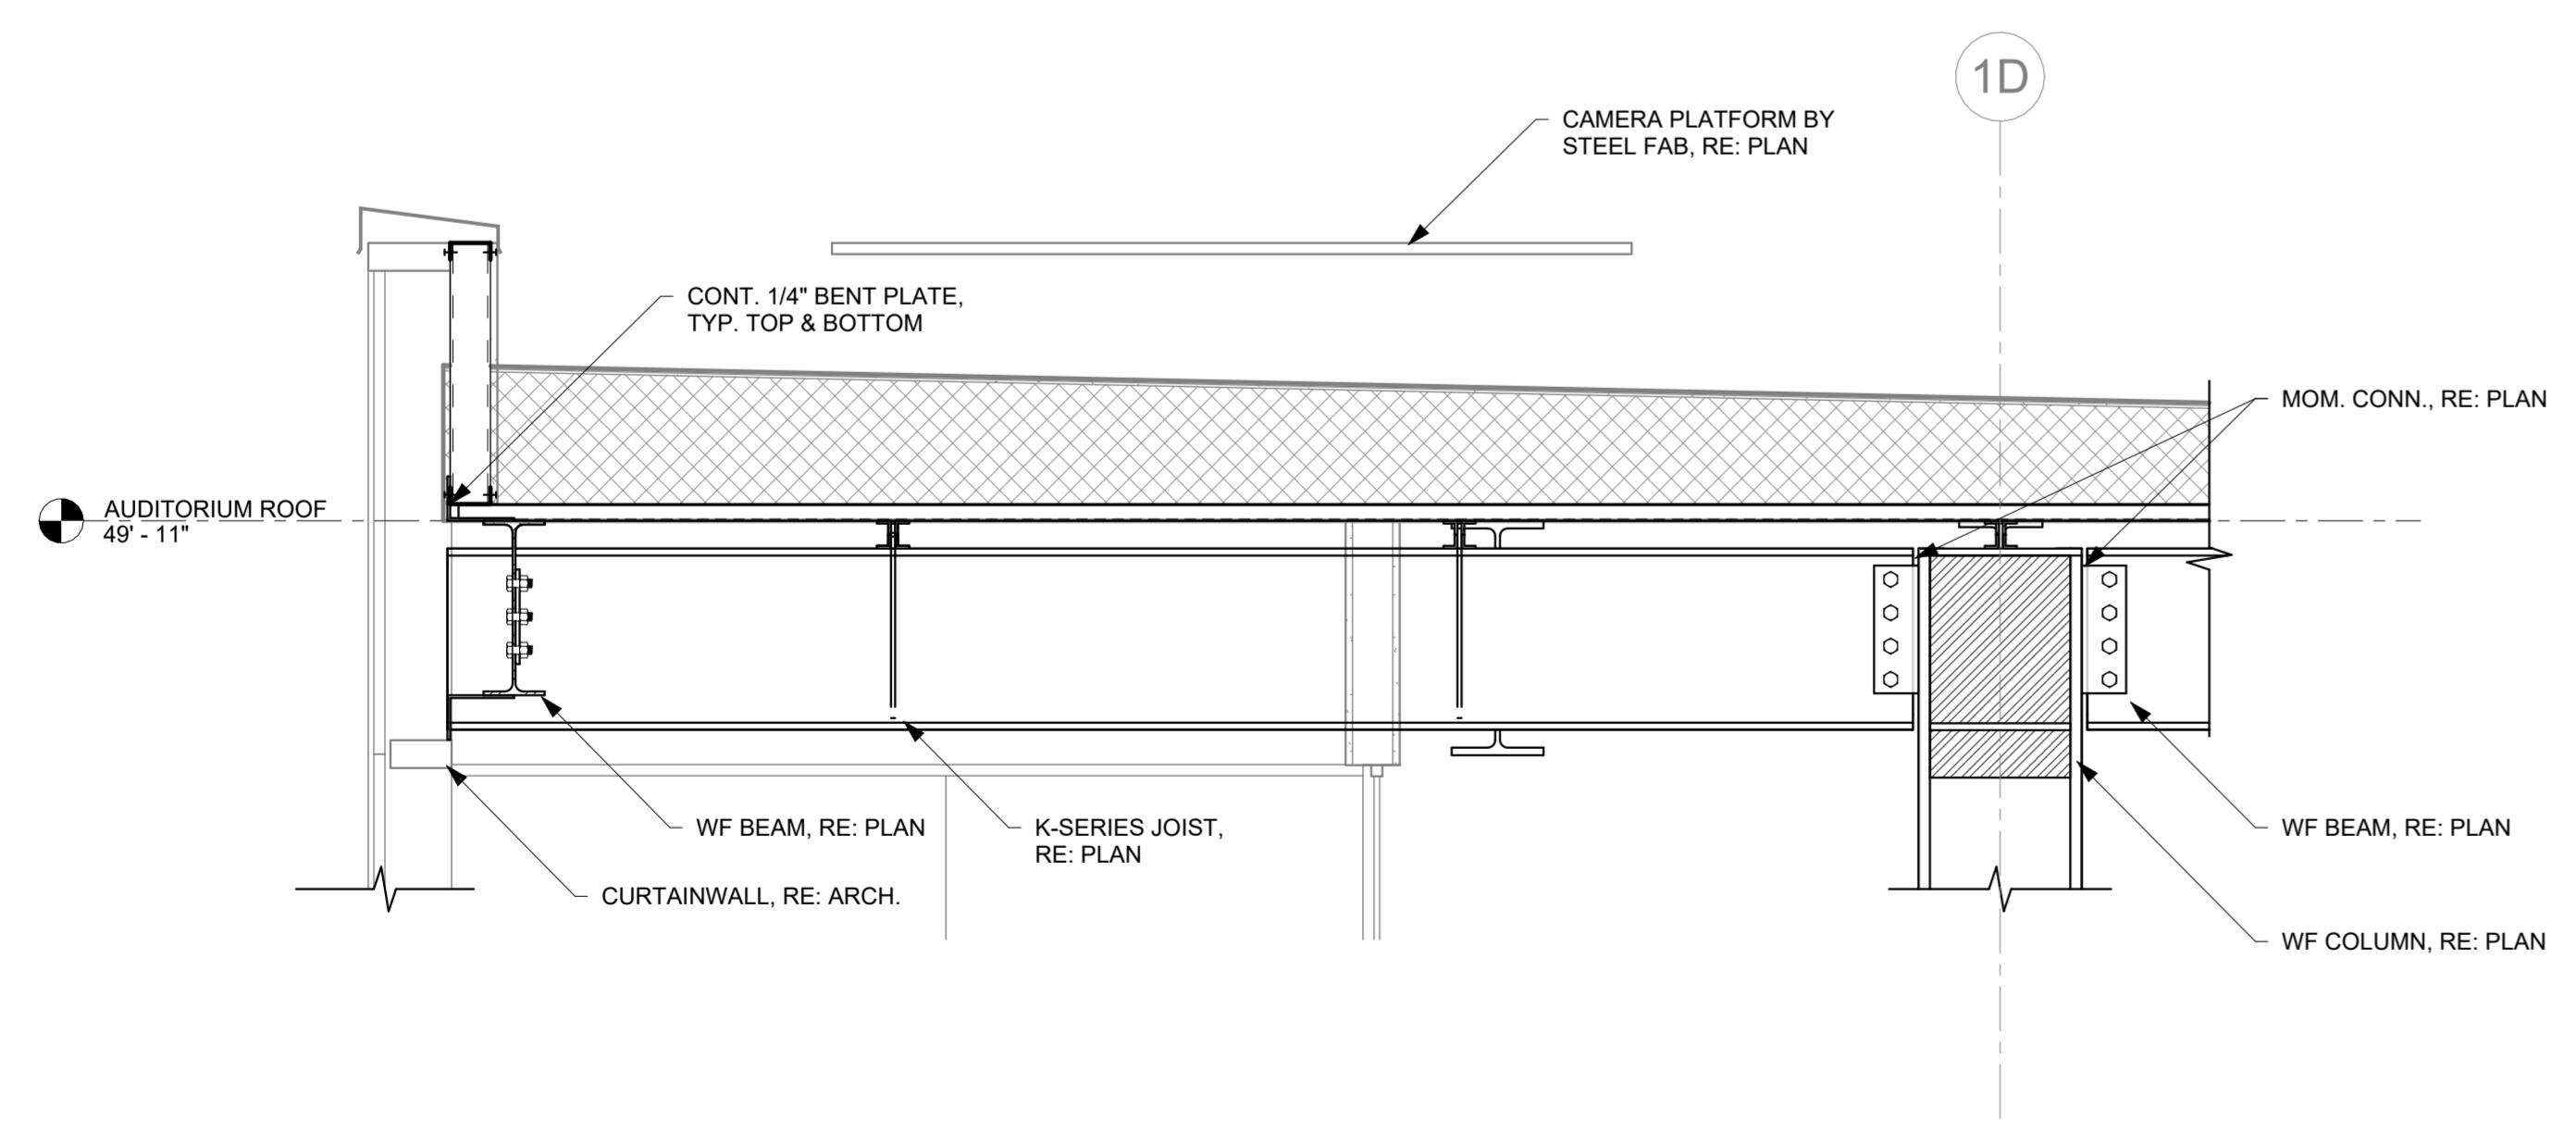 1D
CAMERA PLATFORM BY
STEEL FAB, RE: PLAN
CONT. 1/4" BENT PLATE,
TYP. TOP & BOTTOM
MOM. CONN., RE: PLAN
AUDITORIUM ROOF
49' - 11"
WF BEAM, RE: PLAN
K-SERIES JOIST,
RE: PLAN
WF BEAM, RE: PLAN
CURTAINWALL, RE: ARCH.
WF COLUMN, RE: PLAN